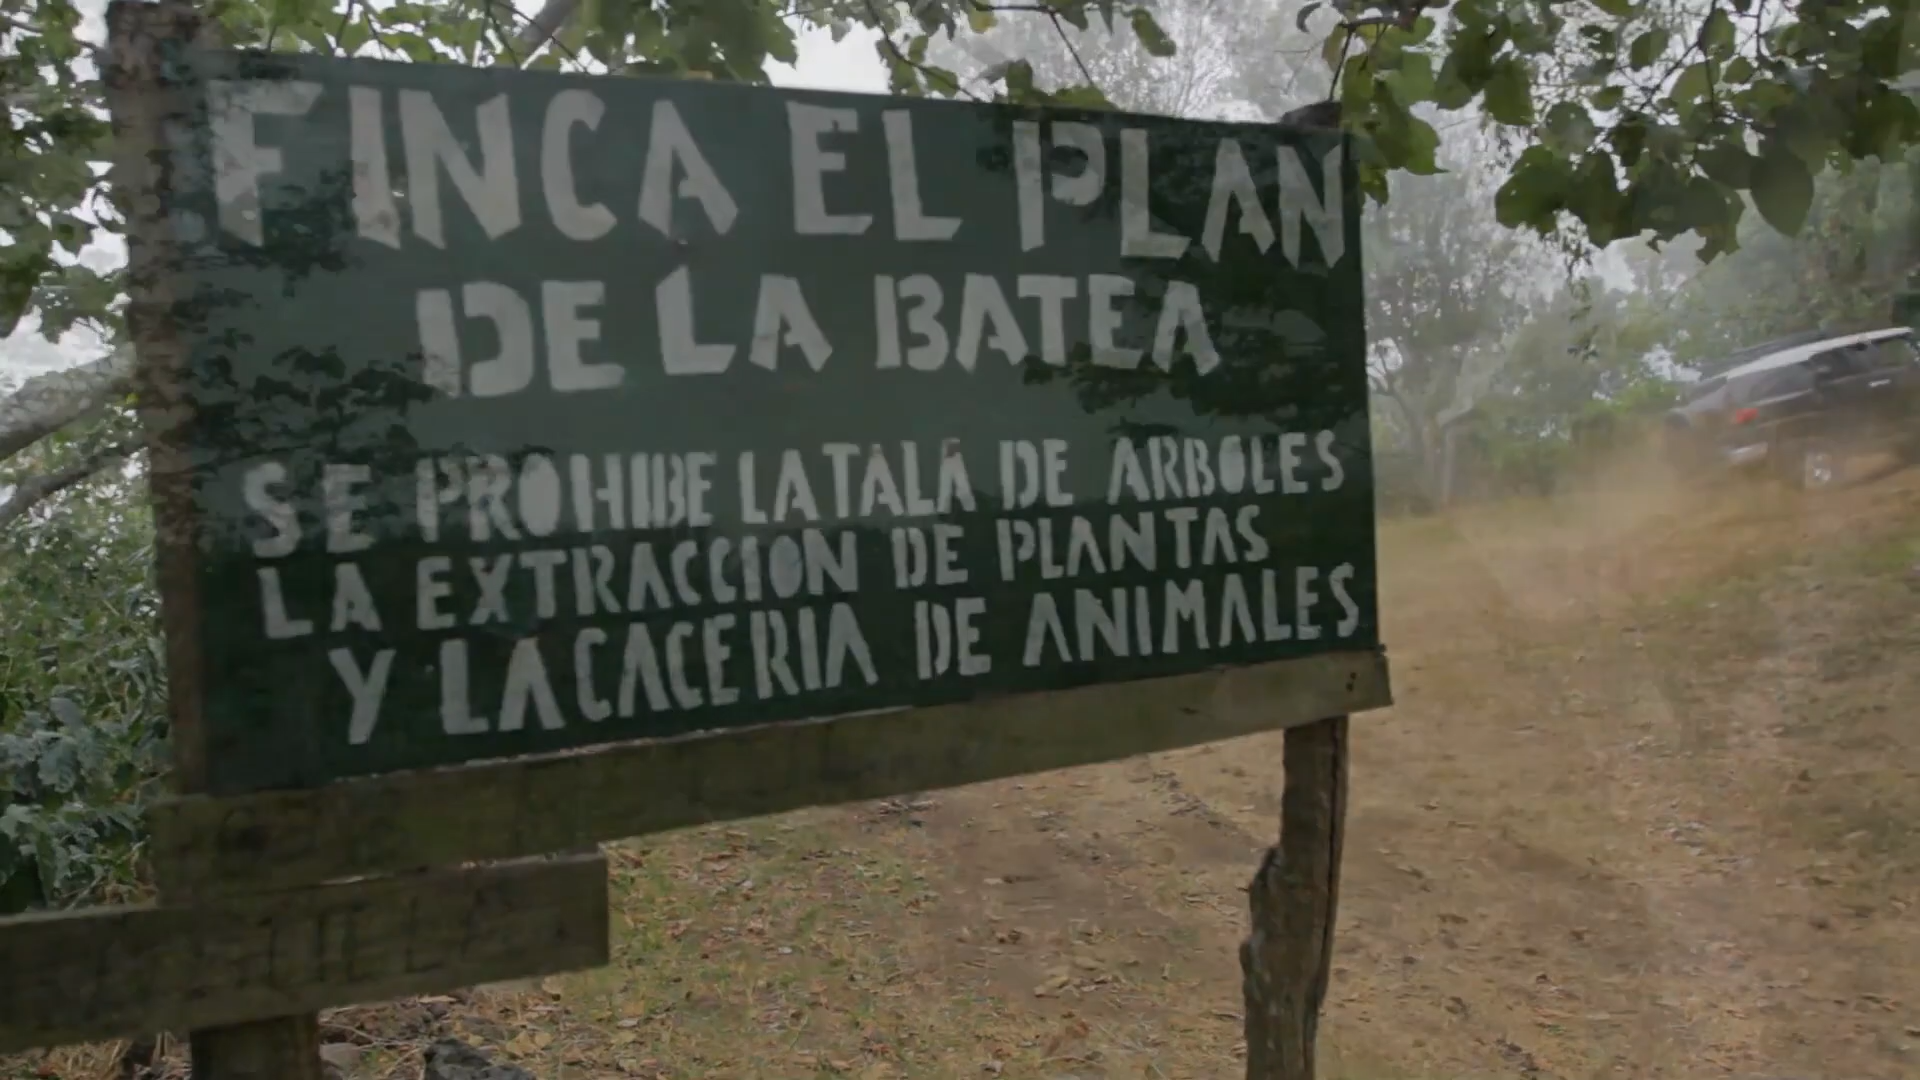 FINCA EL PLAN
DE LA BATEA
SE PROHIBE LA TALA DE ARBOLES
LA EXTRACCION DE PLANTAS
Y LA CACERIA DE ANIMALES